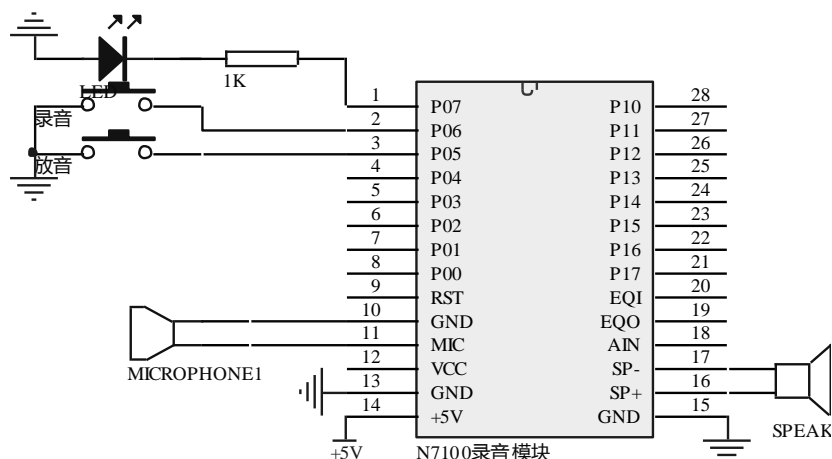 LED
1K
录音
放音
1 P07 P10 28
2 P06 P11 27
3 P05 P12 26
4 P04 P13 25
5 P03 P14 24
6 P02 P15 23
7 P01 P16 22
8 P00 P17 21
9 RST EQI 20
10 GND EQO 19
11 MIC AIN 18
12 VCC SP- 17
13 GND SP+ 16
14 +5V GND 15
MICROPHONE1
SPEAK
+5V
N7100录音模块